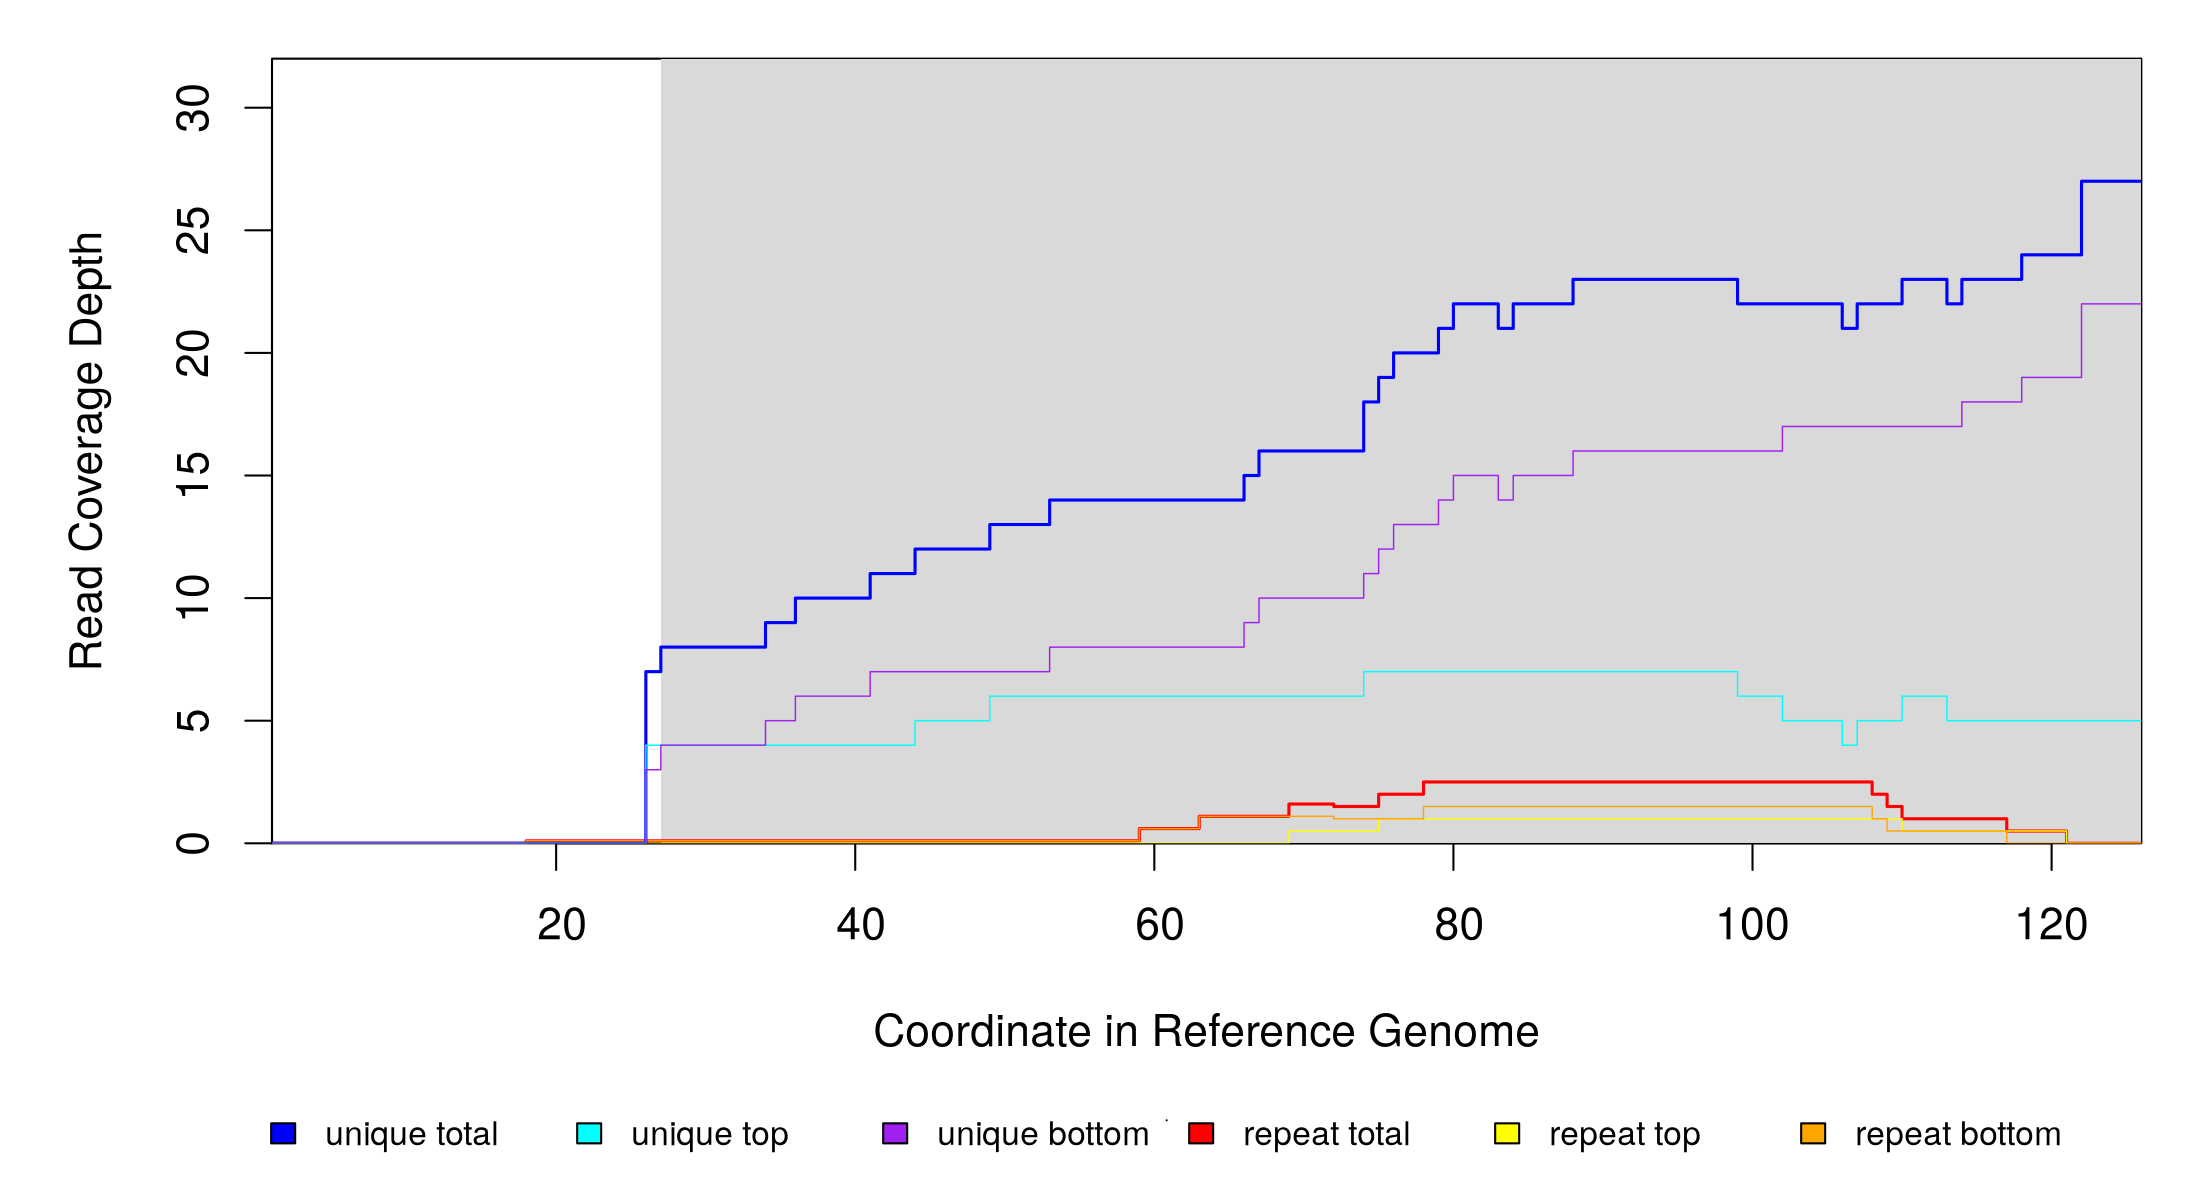 Read Coverage Depth
30
25
20
15
10
5
0
20 40 60 80 100 120
Coordinate in Reference Genome
unique total unique top unique bottom repeat total repeat top repeat bottom